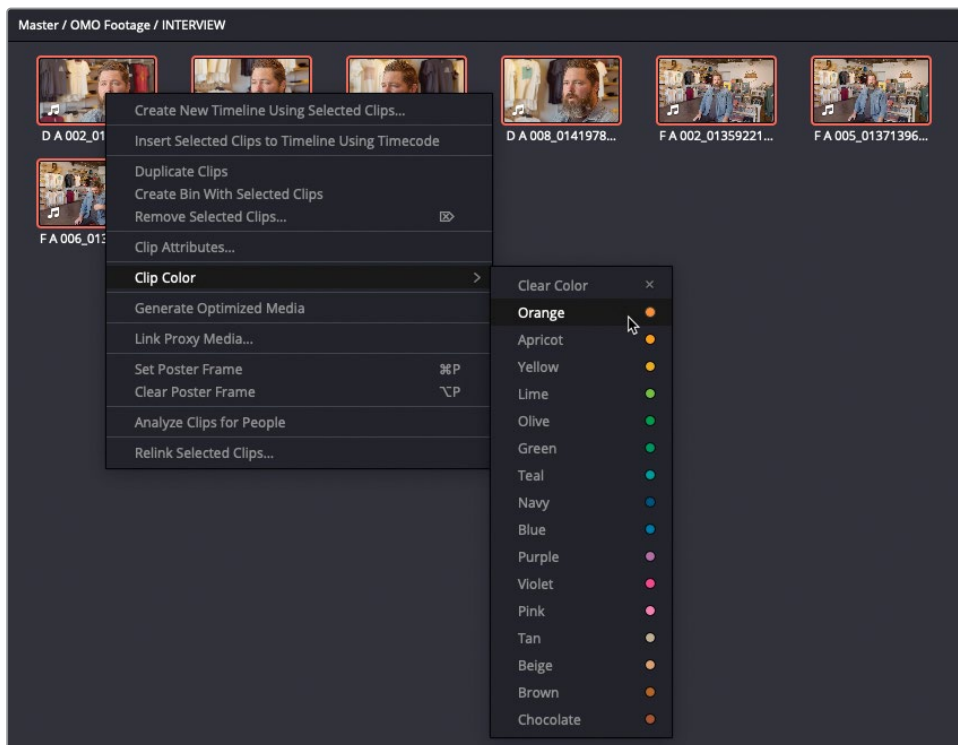 Master / OMO Footage / INTERVIEW
D A 002_01
D A 008_0141978...
F A 002_01359221...
F A 005_01371396...
F A 006_013
Create New Timeline Using Selected Clips...
Insert Selected Clips to Timeline Using Timecode
Duplicate Clips
Create Bin With Selected Clips
Remove Selected Clips...
Clip Attributes...
Clip Color >
Generate Optimized Media
Link Proxy Media...
Set Poster Frame ⌘P
Clear Poster Frame ⌥P
Analyze Clips for People
Relink Selected Clips...
Clear Color ×
Orange
Apricot
Yellow
Lime
Olive
Green
Teal
Navy
Blue
Purple
Violet
Pink
Tan
Beige
Brown
Chocolate